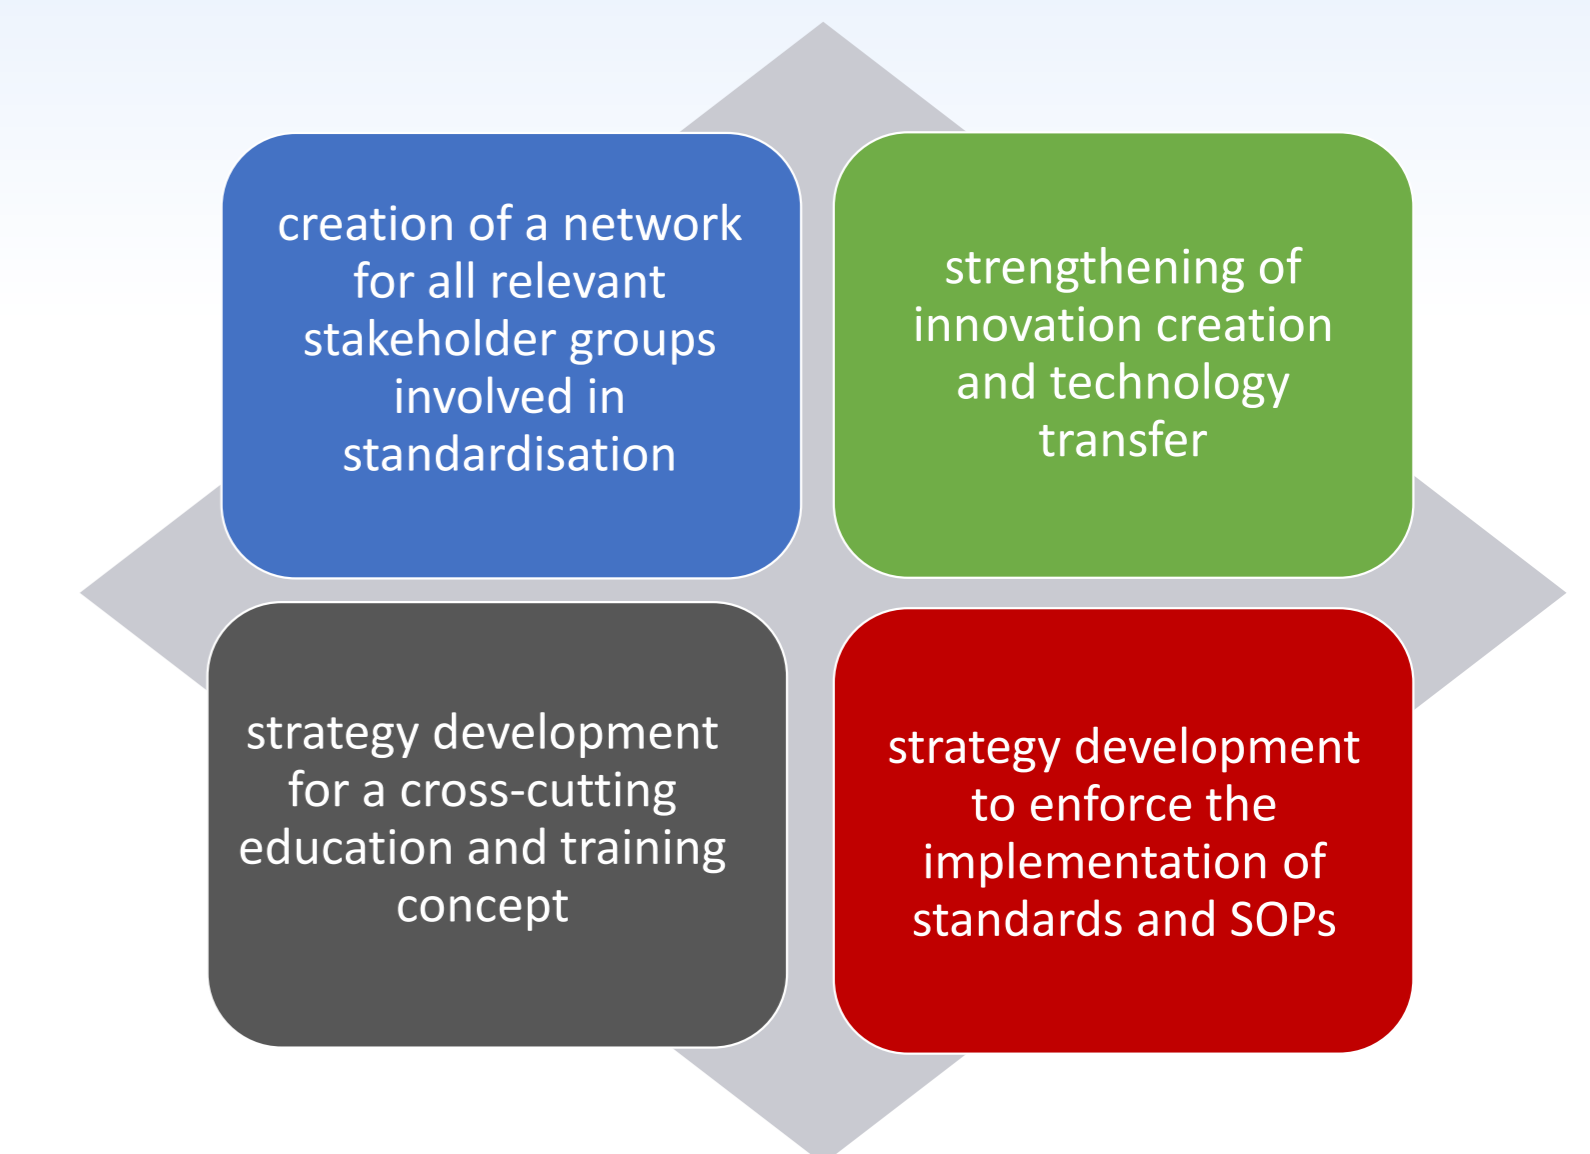 creation of a network
for all relevant
stakeholder groups
involved in
standardisation
strengthening of
innovation creation
and technology
transfer
strategy development
for a cross-cutting
education and training
concept
strategy development
to enforce the
implementation of
standards and SOPs